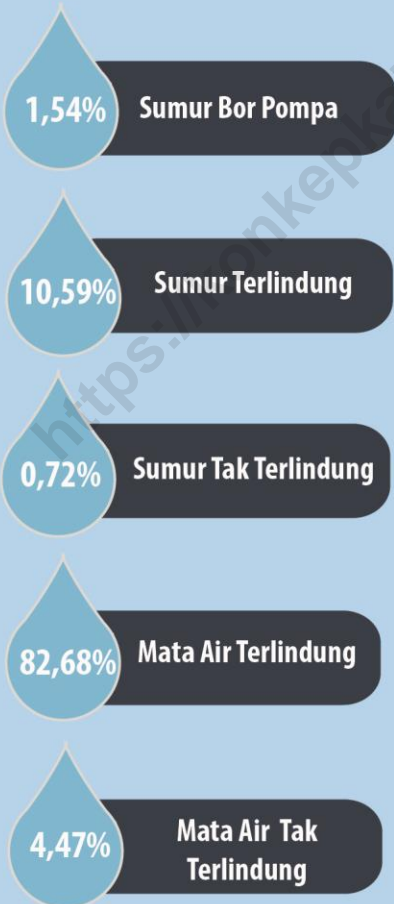 1,54%
Sumur Bor Pompa
10,59%
Sumur Terlindung
0,72%
Sumur Tak Terlindung
82,68%
Mata Air Terlindung
4,47%
Mata Air Tak
Terlindung